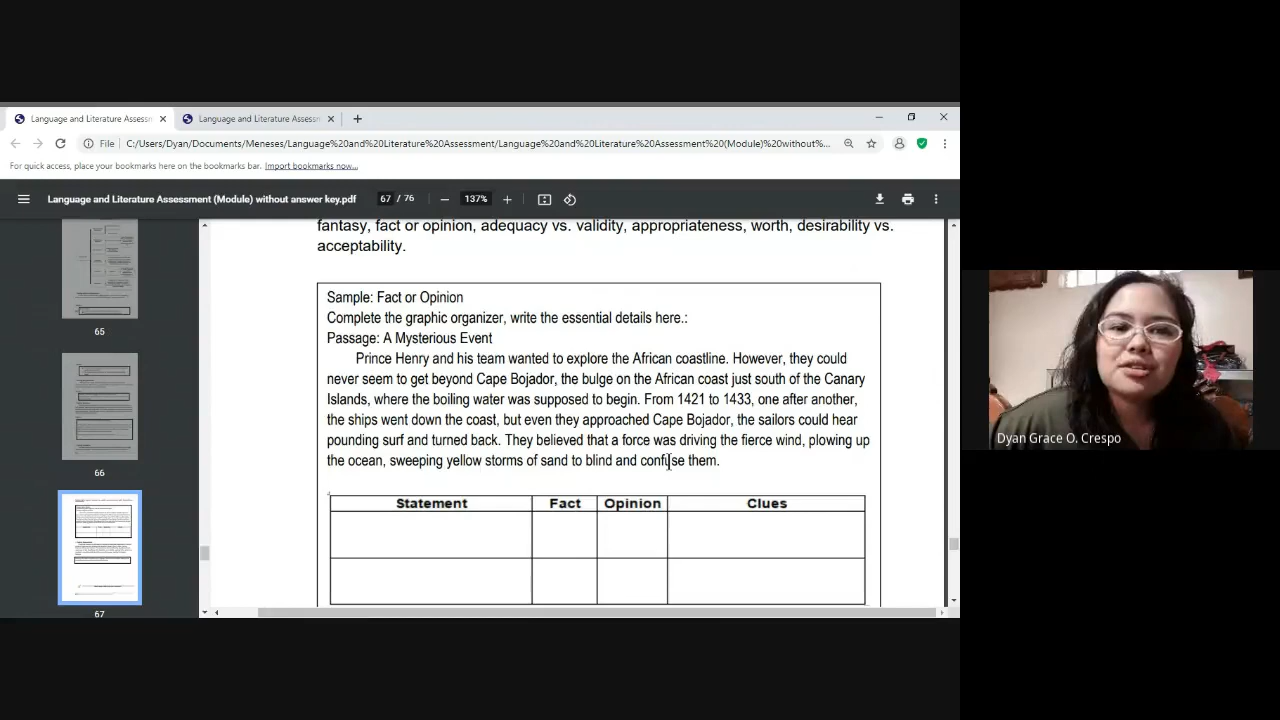 Language and Literature Assessm
Language and Literature Assessm
File
C:/Users/Dyan/Documents/Meneses/Language%20and%20Literature%20Assessment/Language%20and%20Literature%20Assessment%20(Module)%20without%...
For quick access, place your bookmarks here on the bookmarks bar. Import bookmarks now...
Language and Literature Assessment (Module) without answer key.pdf
67 / 76
137%
65
66
67
fantasy, fact or opinion, adequacy vs. validity, appropriateness, worth, desirability vs.
acceptability.
Sample: Fact or Opinion
Complete the graphic organizer, write the essential details here.:
Passage: A Mysterious Event
Prince Henry and his team wanted to explore the African coastline. However, they could
never seem to get beyond Cape Bojador, the bulge on the African coast just south of the Canary
Islands, where the boiling water was supposed to begin. From 1421 to 1433, one after another,
the ships went down the coast, but even they approached Cape Bojador, the sailors could hear
pounding surf and turned back. They believed that a force was driving the fierce wind, plowing up
the ocean, sweeping yellow storms of sand to blind and confuse them.
Statement Fact Opinion Clues
Dyan Grace O. Crespo